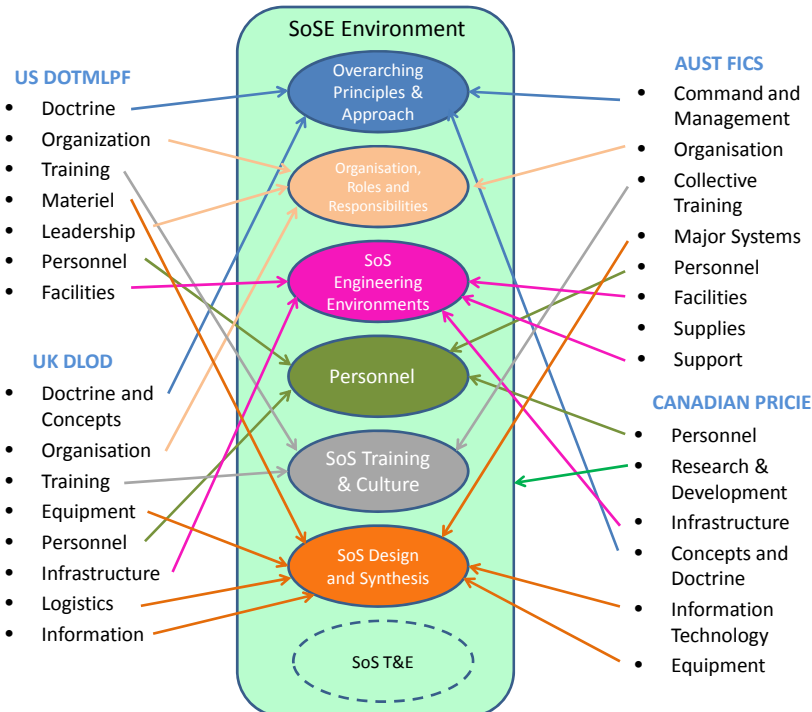 SoSE Environment
US DOTMLPF
• Doctrine
• Organization
• Training
• Materiel
• Leadership
• Personnel
• Facilities
UK DLOD
• Doctrine and
Concepts
• Organisation
• Training
• Equipment
• Personnel
• Infrastructure
• Logistics
• Information
Overarching
Principles &
Approach
Organisation,
Roles and
Responsibilities
SoS
Engineering
Environments
Personnel
SoS Training
& Culture
SoS Design
and Synthesis
SoS T&E
AUST FICS
• Command and
Management
• Organisation
• Collective
Training
• Major Systems
• Personnel
• Facilities
• Supplies
• Support
CANADIAN PRICIE
• Personnel
• Research &
Development
• Infrastructure
• Concepts and
Doctrine
• Information
Technology
• Equipment